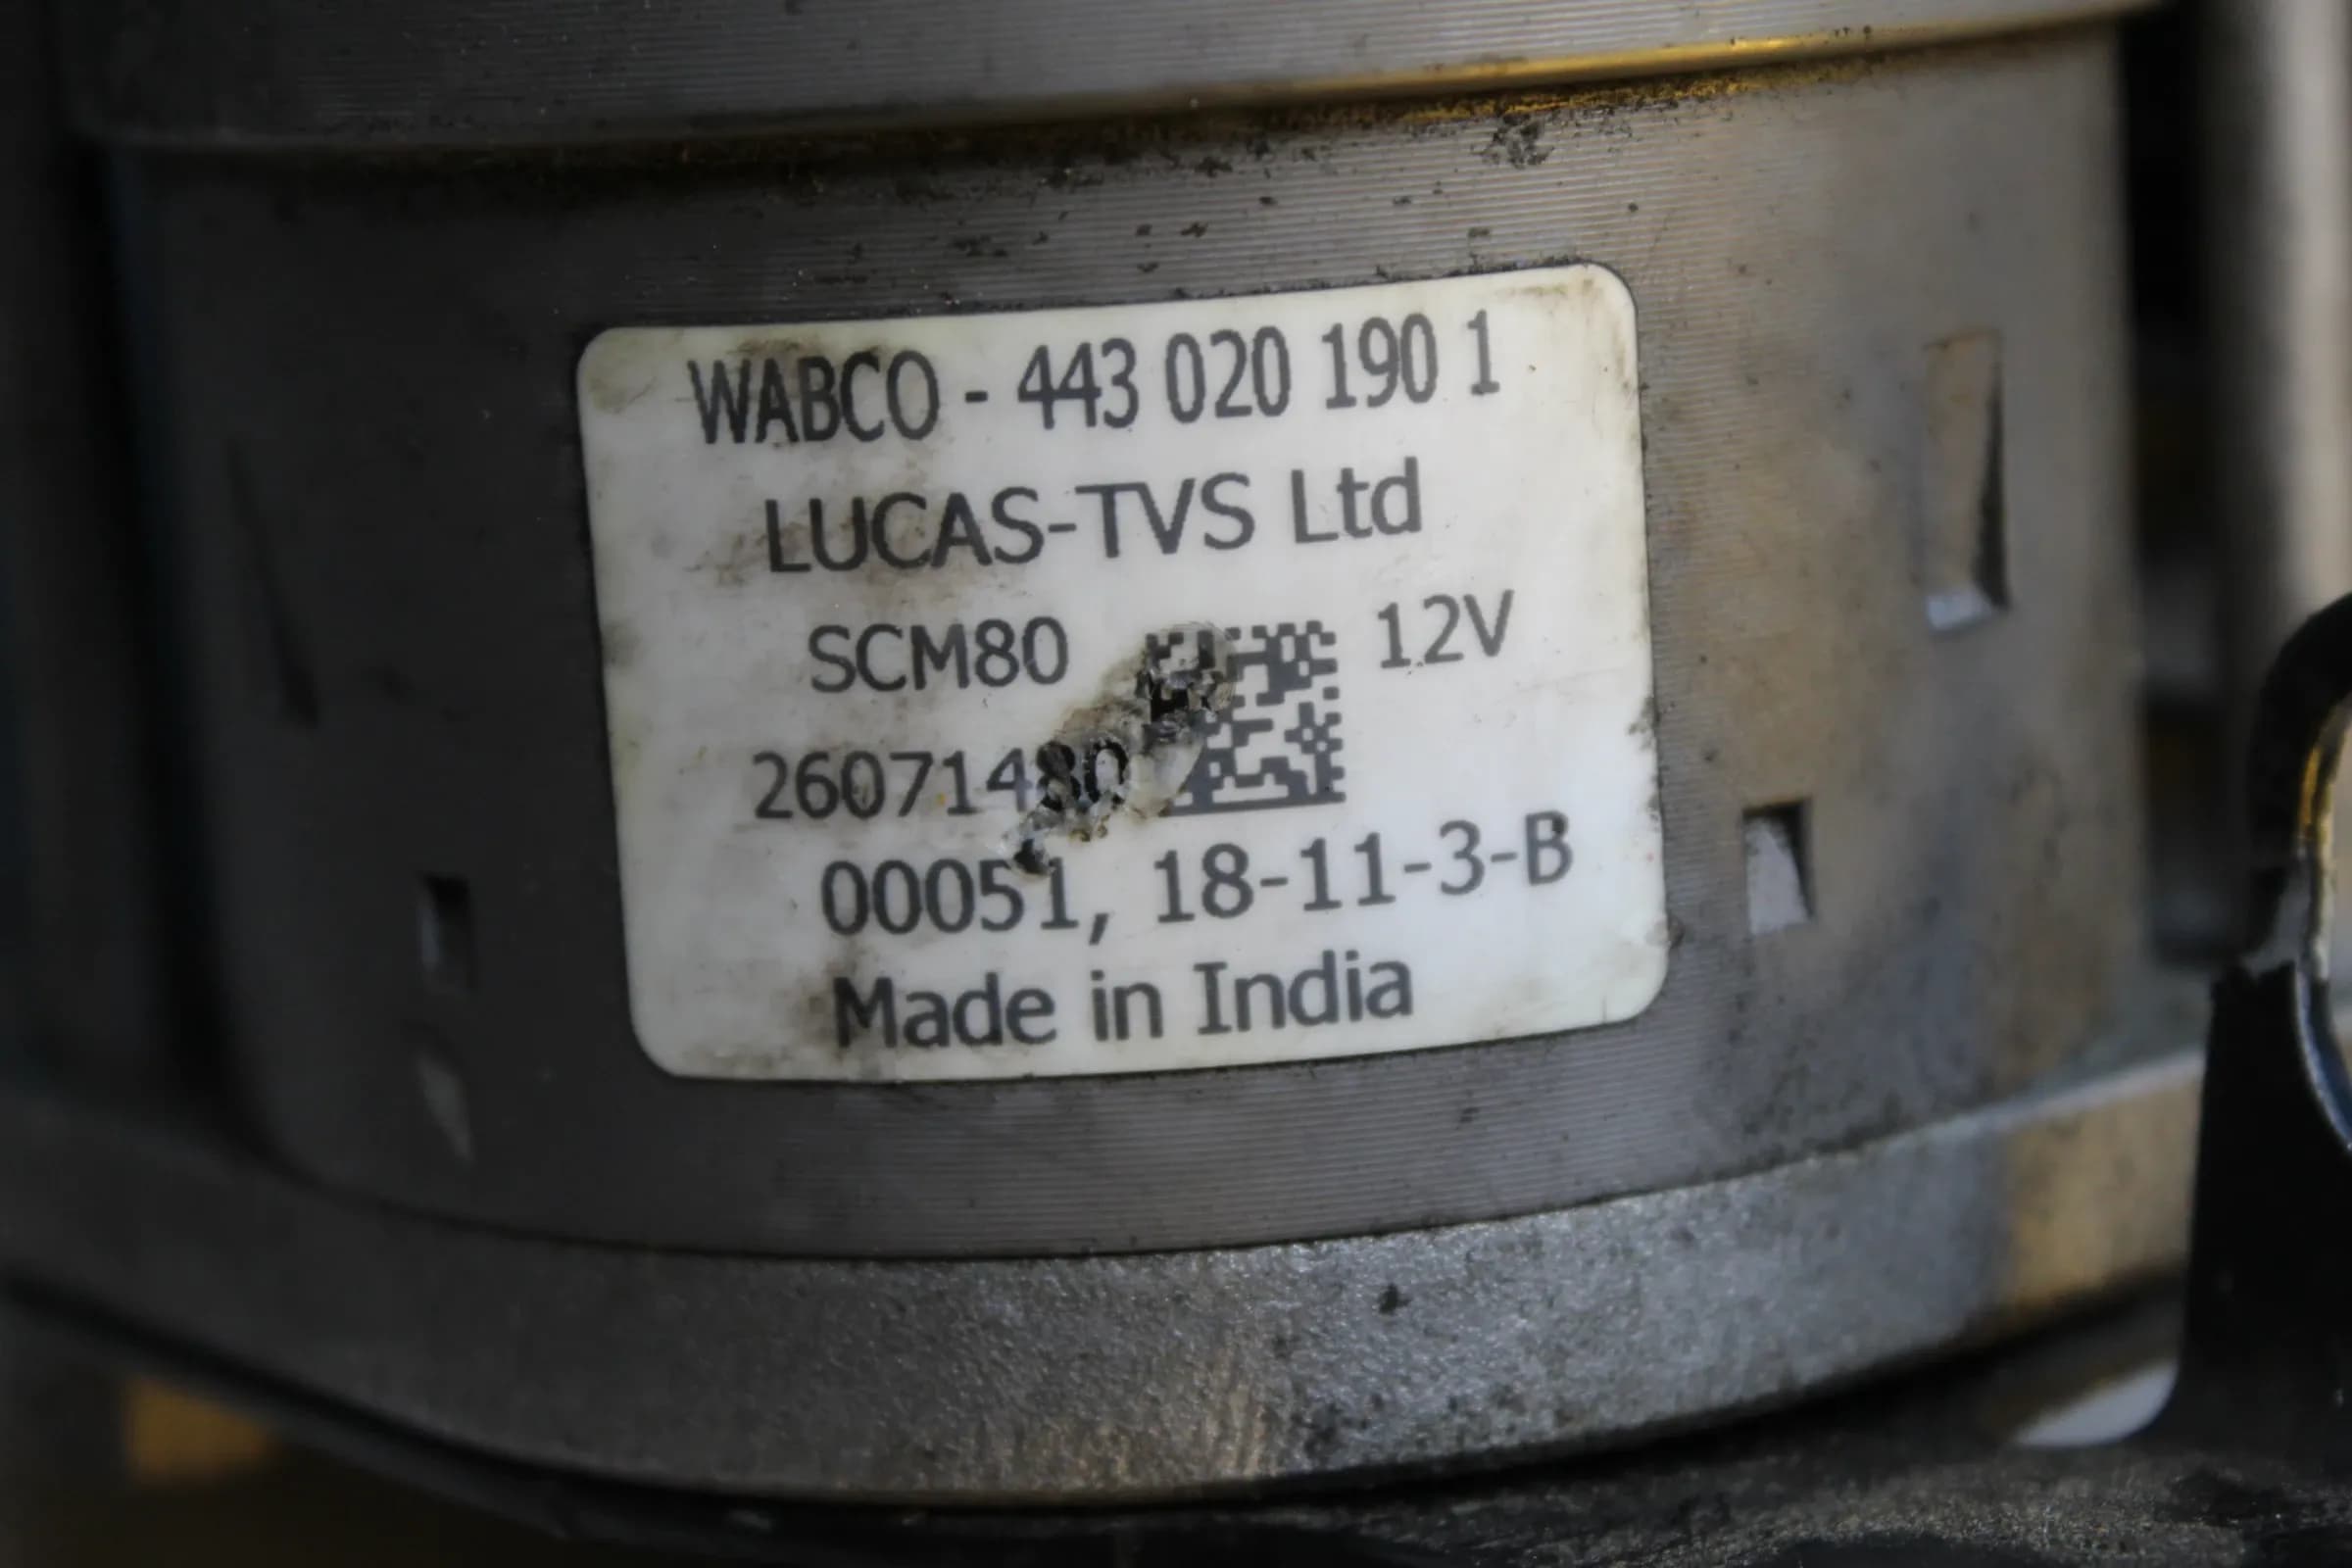 WABCO - 443 020 190 1
LUCAS-TVS Ltd
SCM80 12V
26071480
00051, 18-11-3-B
Made in India